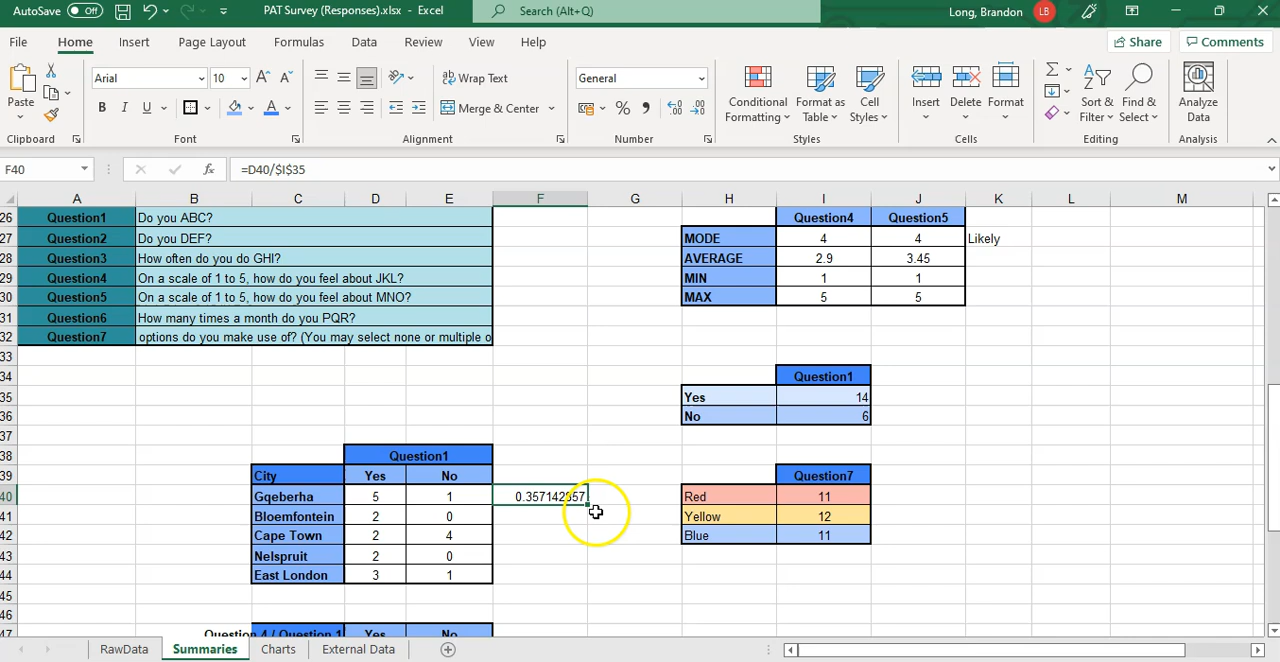 AutoSave Off PAT Survey (Responses).xlsx - Excel Search (Alt+Q) Long, Brandon LB
File Home Insert Page Layout Formulas Data Review View Help Share Comments
Paste Arial 10 A A Wrap Text General Conditional Formatting Format as Table Cell Styles Insert Delete Format Sort & Filter Find & Select Analyze Data
B I U A Merge & Center %
Clipboard Font Alignment Number Styles Cells Editing Analysis
F40 fx =D40/$I$35
A B C D E F G H I J K L M
26 Question1 Do you ABC? Question4 Question5
27 Question2 Do you DEF? MODE 4 4 Likely
28 Question3 How often do you do GHI? AVERAGE 2.9 3.45
29 Question4 On a scale of 1 to 5, how do you feel about JKL? MIN 1 1
30 Question5 On a scale of 1 to 5, how do you feel about MNO? MAX 5 5
31 Question6 How many times a month do you PQR?
32 Question7 options do you make use of? (You may select none or multiple o
33
34 Question1
35 Yes 14
36 No 6
37
38 Question1
39 City Yes No Question7
40 Gqeberha 5 1 0.357142857 Red 11
41 Bloemfontein 2 0 Yellow 12
42 Cape Town 2 4 Blue 11
43 Nelspruit 2 0
44 East London 3 1
45
46
47 Question 4 / Question 1 Yes No
RawData Summaries Charts External Data